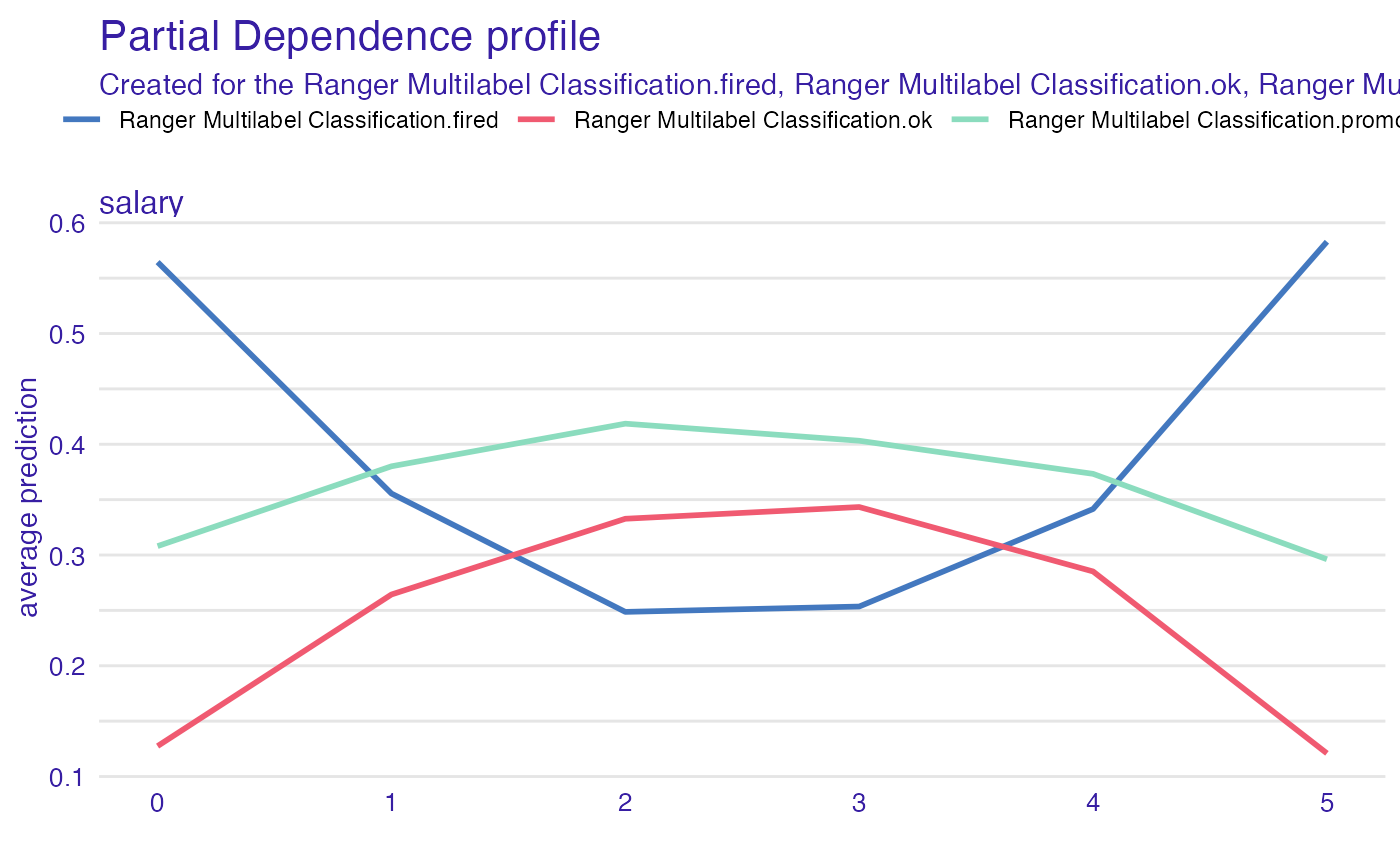 Partial Dependence profile
Created for the Ranger Multilabel Classification.fired, Ranger Multilabel Classification.ok, Ranger Mu
Ranger Multilabel Classification.fired Ranger Multilabel Classification.ok Ranger Multilabel Classification.promo
salary
0.6
0.5
0.4
0.3
0.2
0.1
average prediction
0 1 2 3 4 5